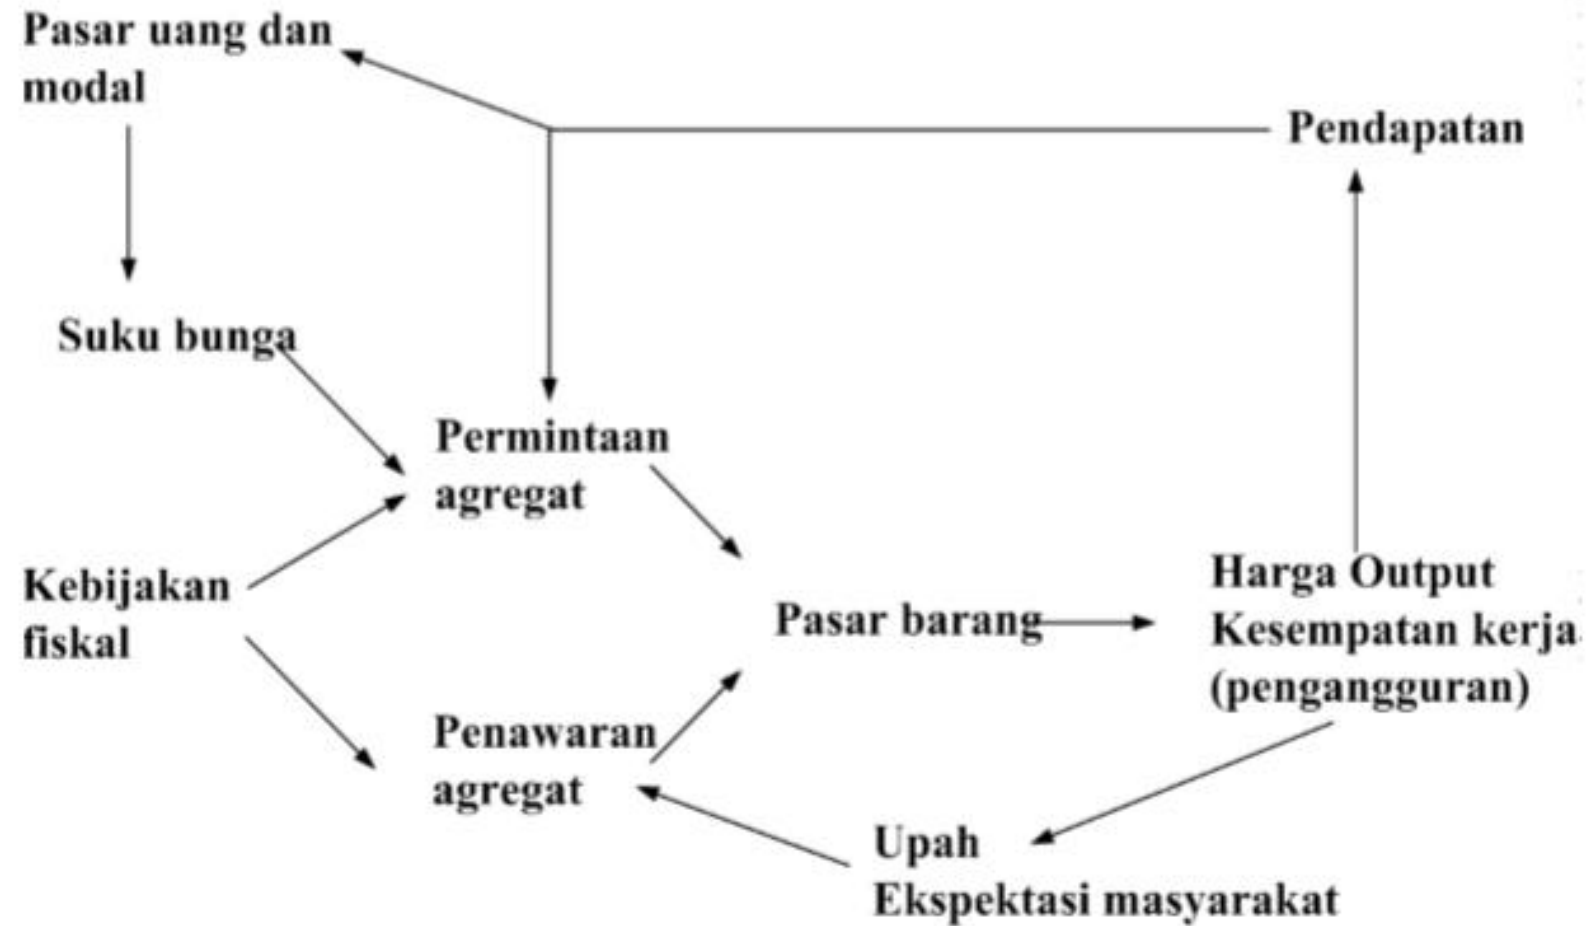 Pasar uang dan
modal
Pendapatan
Suku bunga
Permintaan
agregat
Kebijakan
fiskal
Pasar barang
Harga Output
Kesempatan kerja
(pengangguran)
Penawaran
agregat
Upah
Ekspektasi masyarakat